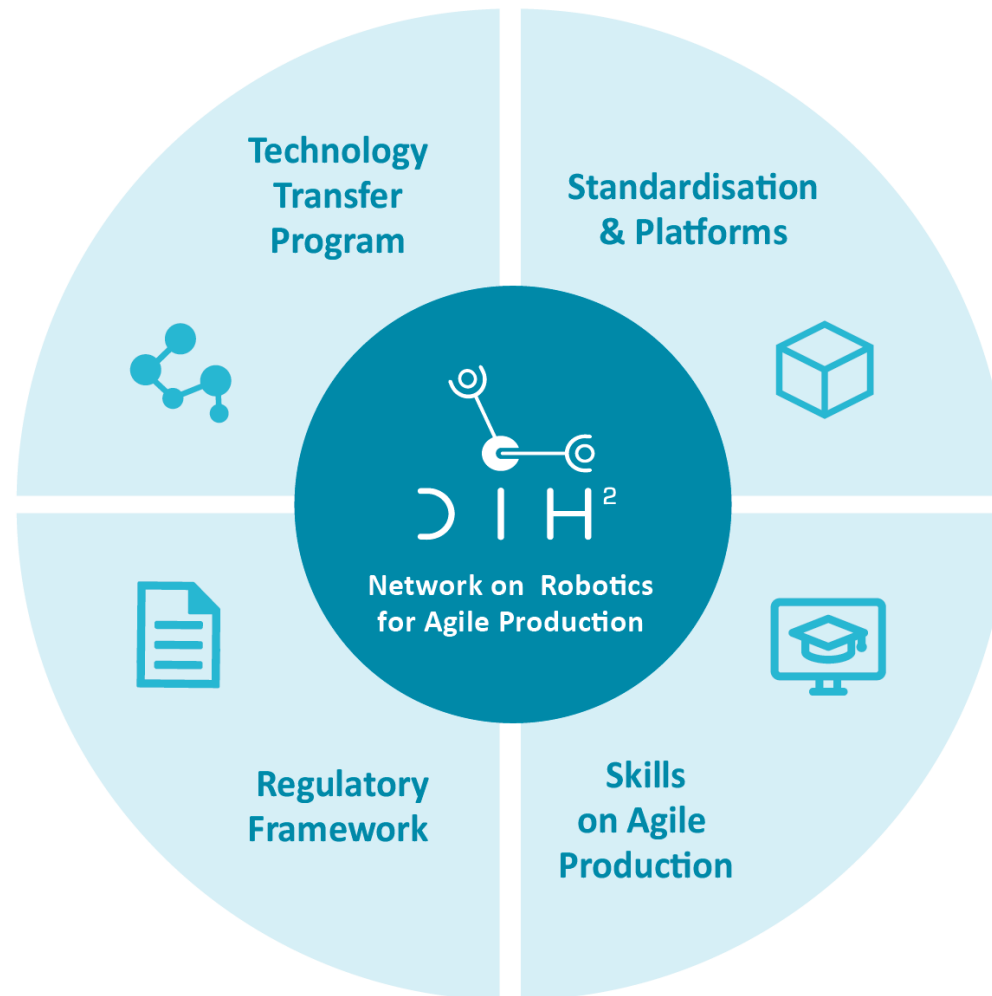 Technology
Transfer
Program
Standardisation
& Platforms
DIH²
Network on Robotics
for Agile Production
Regulatory
Framework
Skills
on Agile
Production